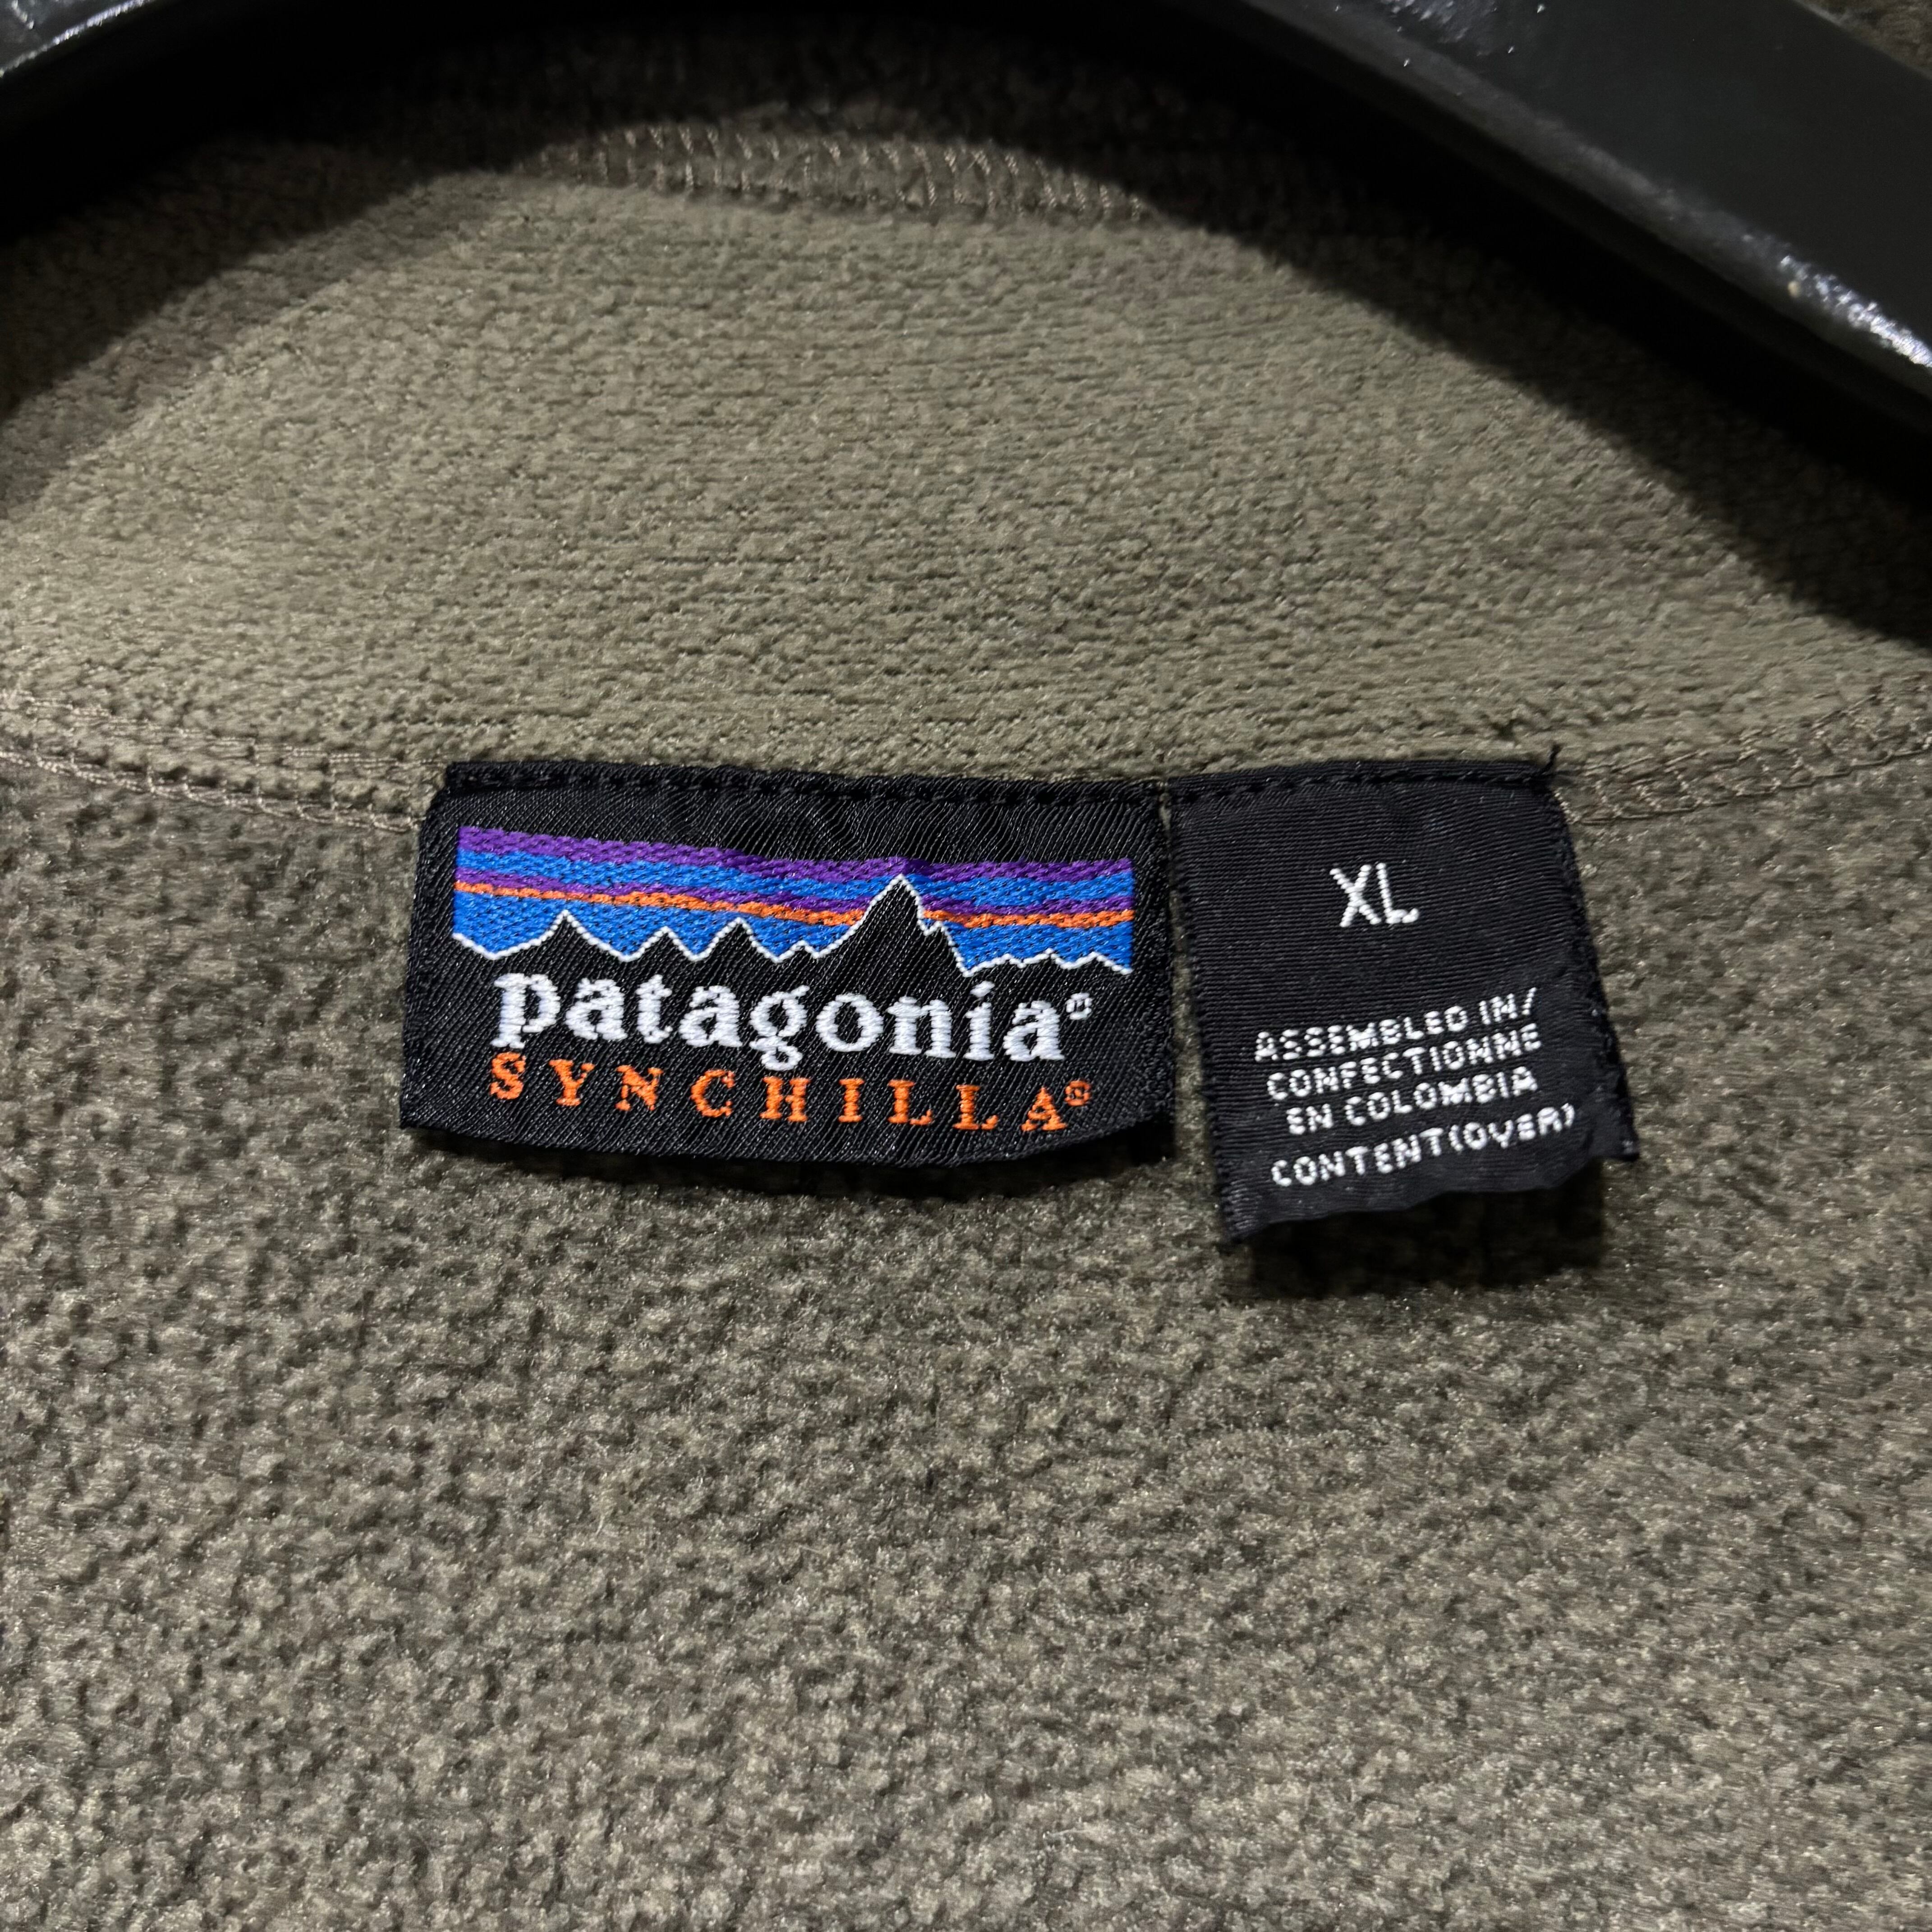 patagonia®
SYNCHILLA®
XL
ASSEMBLED IN/
CONFECTIONNE
EN COLOMBIA
CONTENT(OVER)